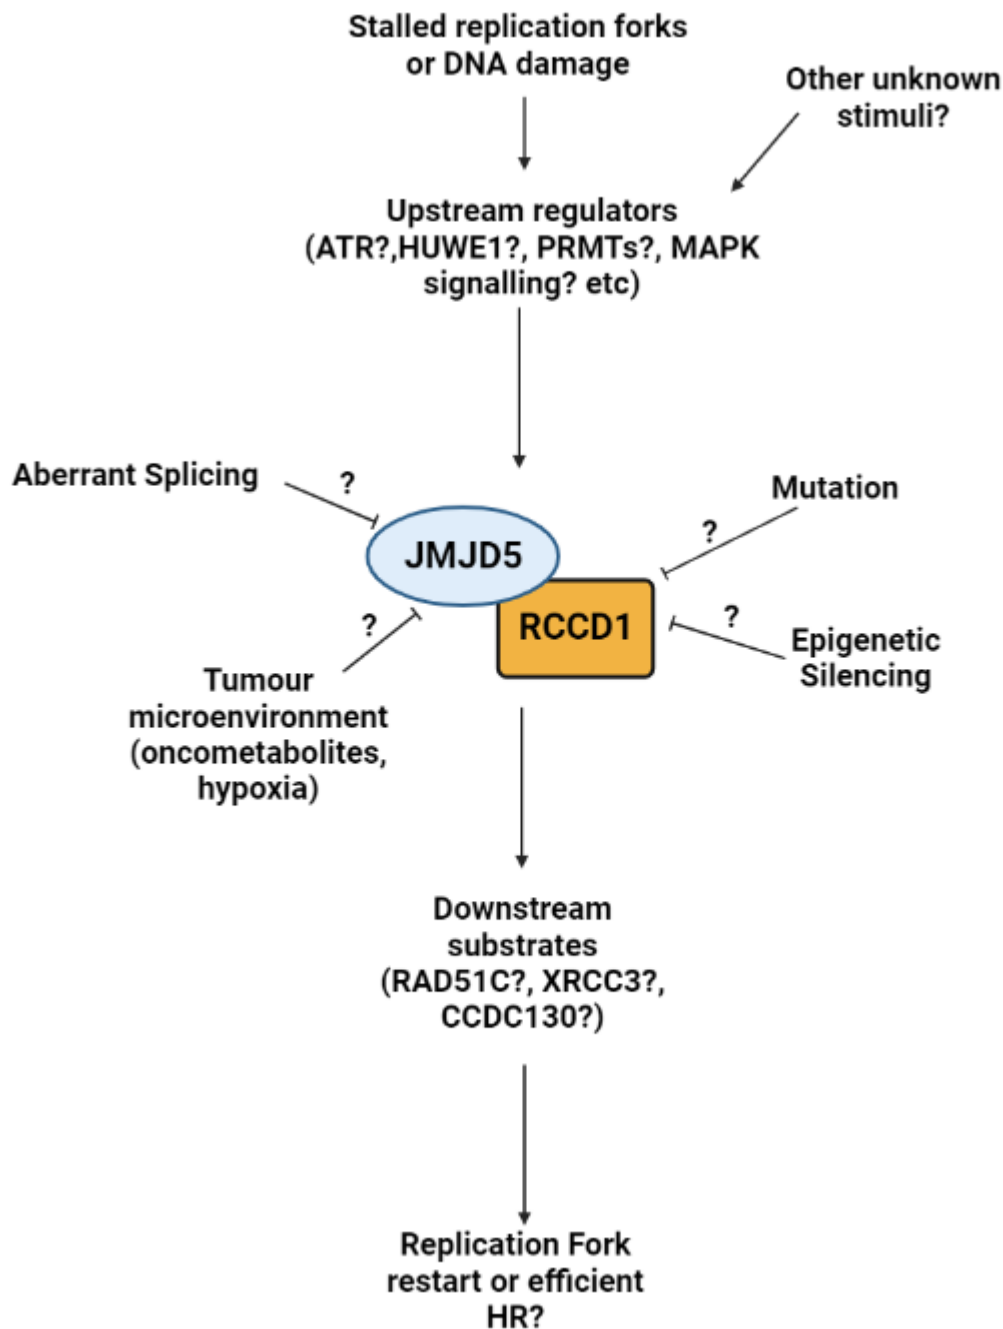 Stalled replication forks
or DNA damage
Other unknown
stimuli?
Upstream regulators
(ATR?,HUWE1?, PRMTs?, MAPK
signalling? etc)
Aberrant Splicing
?
Mutation
?
JMJD5
RCCD1
?
?
Epigenetic
Silencing
Tumour
microenvironment
(oncometabolites,
hypoxia)
Downstream
substrates
(RAD51C?, XRCC3?,
CCDC130?)
Replication Fork
restart or efficient
HR?